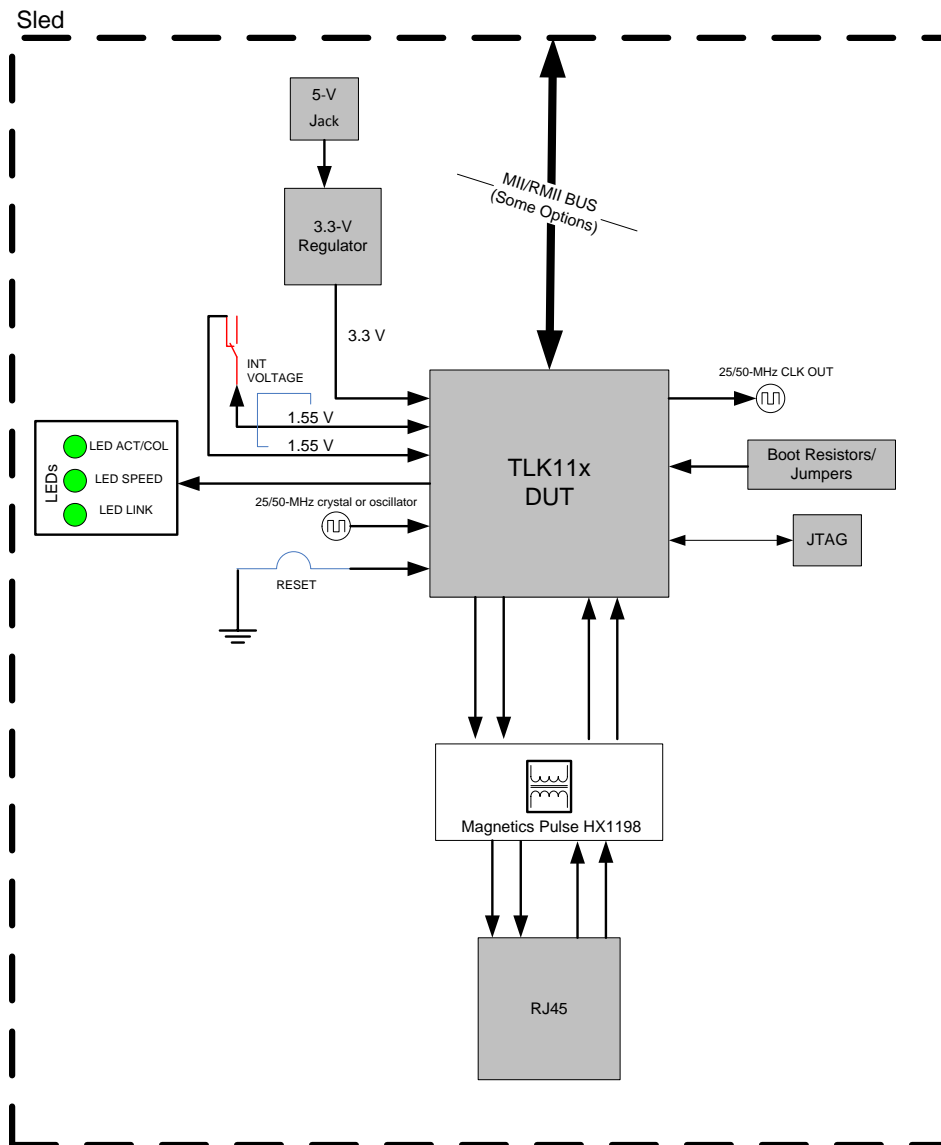 Sled
5-V
Jack
MII/RMII BUS
(Some Options)
3.3-V
Regulator
3.3 V
INT
VOLTAGE
1.55 V
1.55 V
25/50-MHz CLK OUT
LEDs
LED ACT/COL
LED SPEED
LED LINK
TLK11x
DUT
Boot Resistors/
Jumpers
25/50-MHz crystal or oscillator
JTAG
RESET
Magnetics Pulse HX1198
RJ45